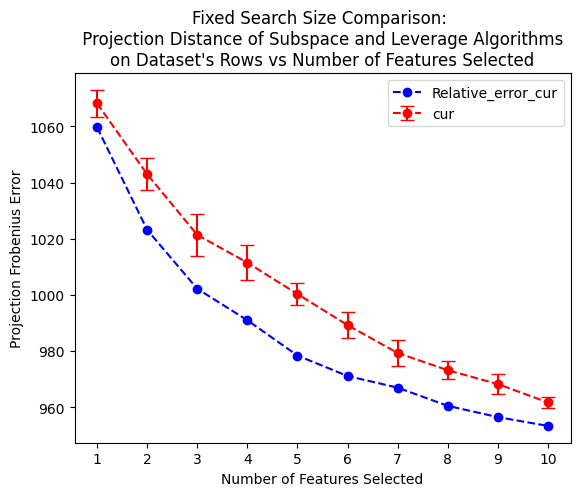 Fixed Search Size Comparison:
Projection Distance of Subspace and Leverage Algorithms
on Dataset's Rows vs Number of Features Selected
Relative_error_cur
cur
Projection Frobenius Error
1060
1040
1020
1000
980
960
1 2 3 4 5 6 7 8 9 10
Number of Features Selected